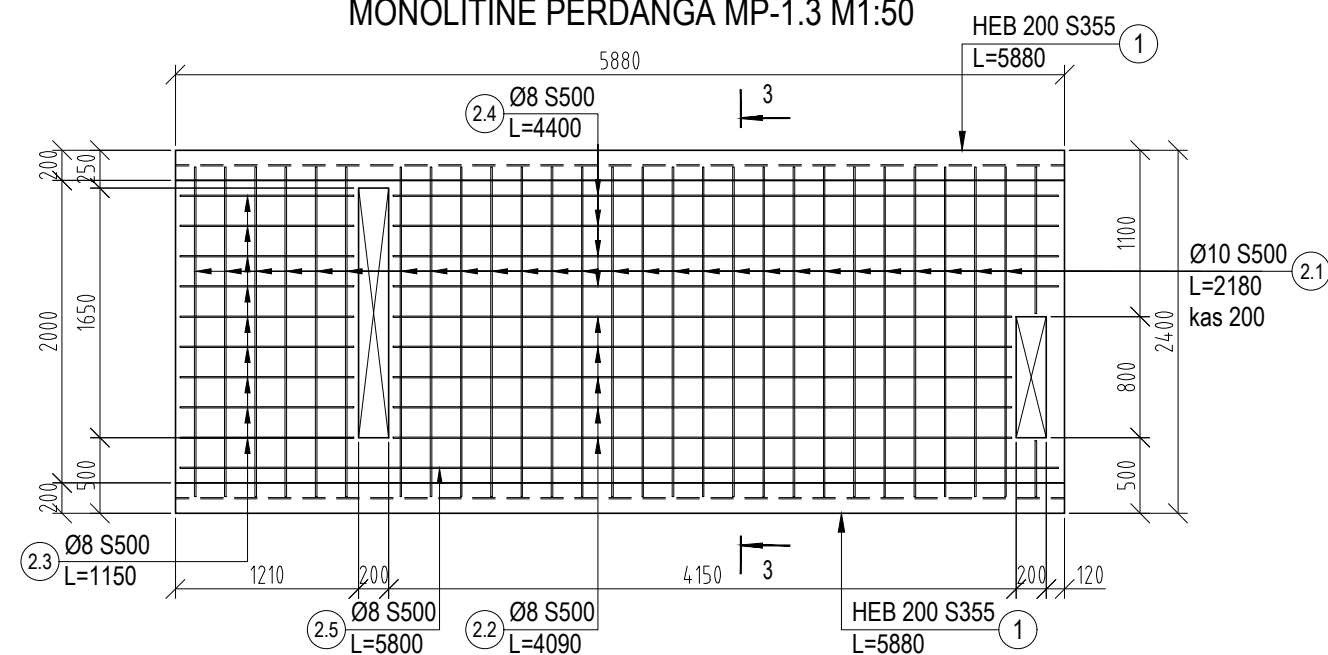 MONOLITINE PERDANGA MP-1.3 M1:50
HEB 200 S355
L=5880
1
5880
2.4
Ø8 S500
L=4400
3
200
250
1100
Ø10 S500
L=2180
kas 200
2.1
2000
1650
2400
800
500
200
500
2.3
Ø8 S500
L=1150
1210
200
4150
3
200
120
2.5
Ø8 S500
L=5800
2.2
Ø8 S500
L=4090
HEB 200 S355
L=5880
1